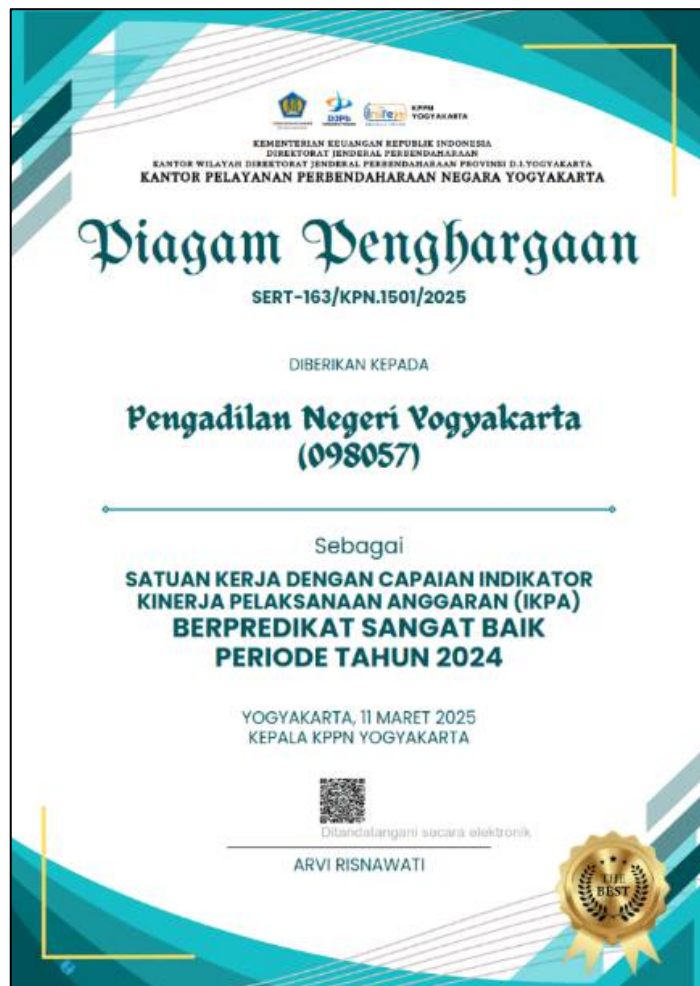 DJPb
KPPN
YOGYAKARTA
KEMENTERIAN KEUANGAN REPUBLIK INDONESIA
DIREKTORAT JENDERAL PERBENDAHARAAN
KANTOR WILAYAH DIREKTORAT JENDERAL PERBENDAHARAAN PROVINSI D.I.YOGYAKARTA
KANTOR PELAYANAN PERBENDAHARAAN NEGARA YOGYAKARTA
Piagam Penghargaan
SERT-163/KPN.1501/2025
DIBERIKAN KEPADA
Pengadilan Negeri Yogyakarta
(098057)
Sebagai
SATUAN KERJA DENGAN CAPAIAN INDIKATOR
KINERJA PELAKSANAAN ANGGARAN (IKPA)
BERPREDIKAT SANGAT BAIK
PERIODE TAHUN 2024
YOGYAKARTA, 11 MARET 2025
KEPALA KPPN YOGYAKARTA
Ditandatangani secara elektronik
ARVI RISNAWATI
THE
BEST